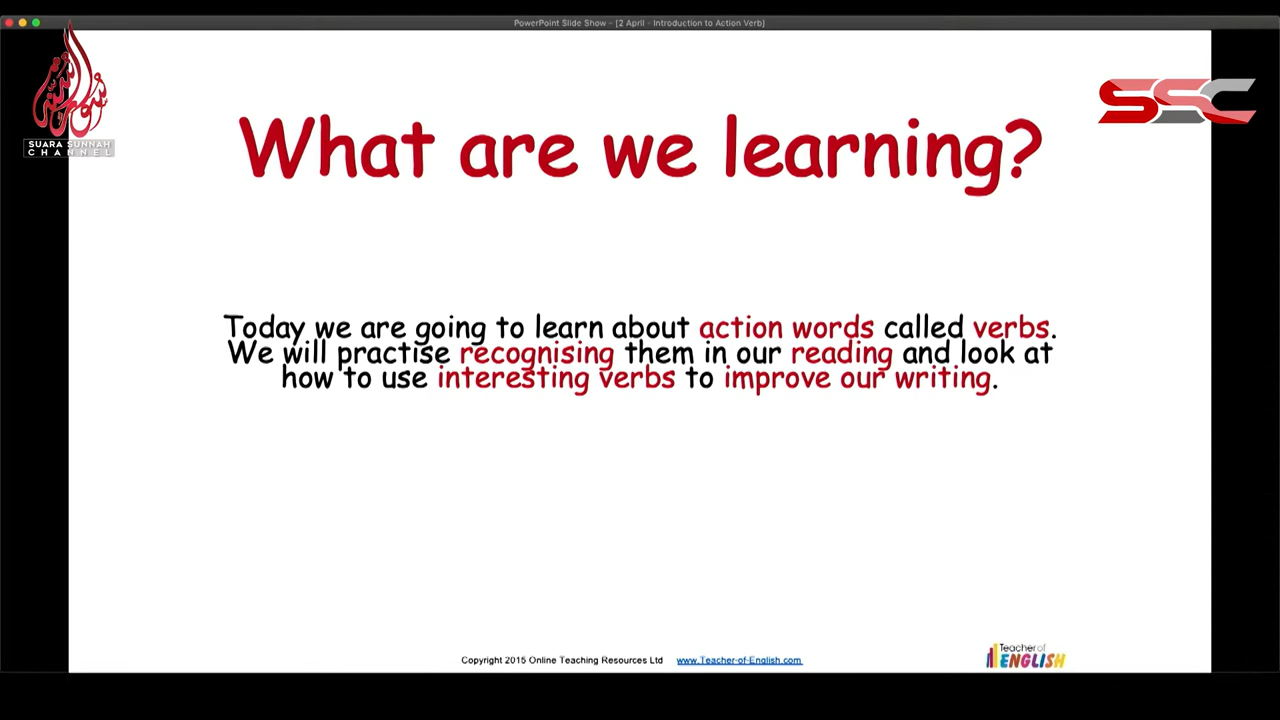 PowerPoint Slide Show - [2 April - Introduction to Action Verb]
SUARA SUNNAH
CHANNEL
SSC
What are we learning?
Today we are going to learn about action words called verbs.
We will practise recognising them in our reading and look at
how to use interesting verbs to improve our writing.
Copyright 2015 Online Teaching Resources Ltd www.Teacher-of-English.com
Teacher of
ENGLISH